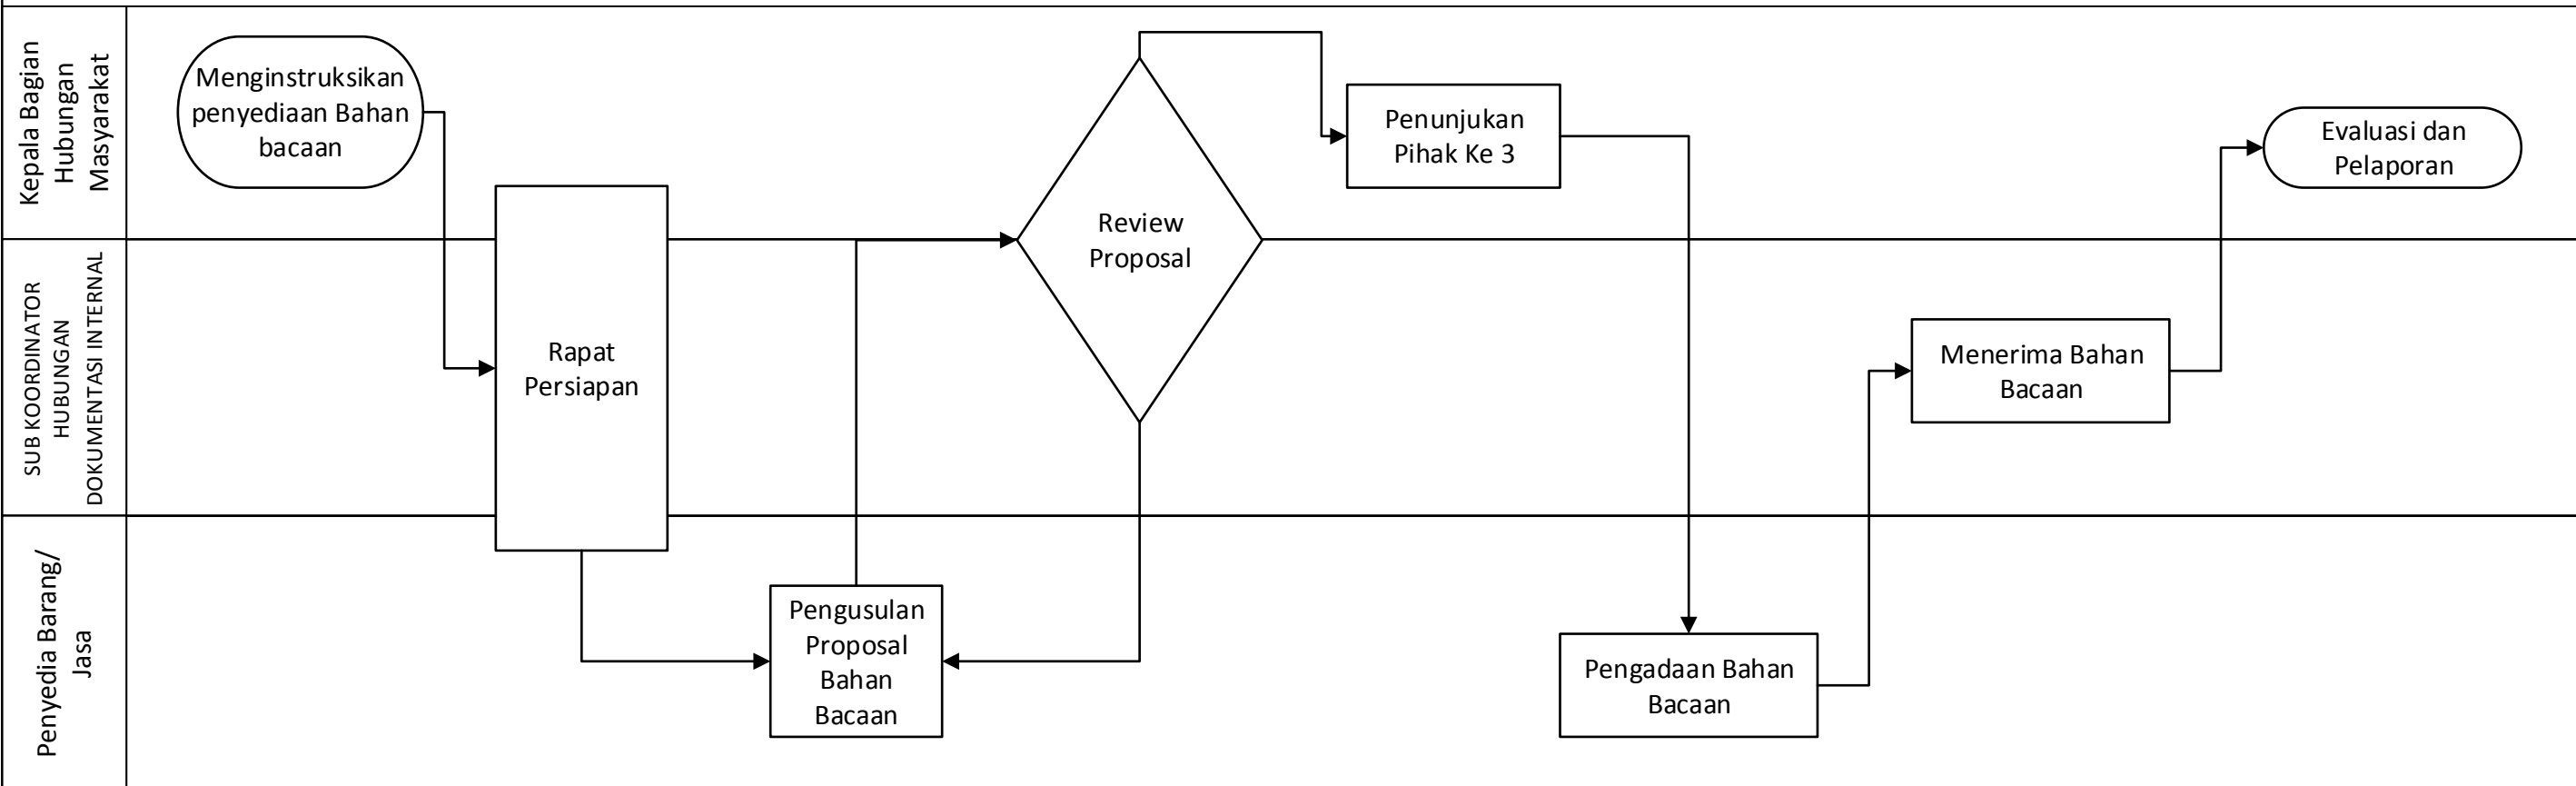 Kepala Bagian
Hubungan
Masyarakat
Menginstruksikan
penyediaan Bahan
bacaan
Penunjukan
Pihak Ke 3
Evaluasi dan
Pelaporan
Review
Proposal
SUB KOORDINATOR
HUBUNGAN
DOKUMENTASI INTERNAL
Rapat
Persiapan
Menerima Bahan
Bacaan
Penyedia Barang/
Jasa
Pengusulan
Proposal
Bahan
Bacaan
Pengadaan Bahan
Bacaan